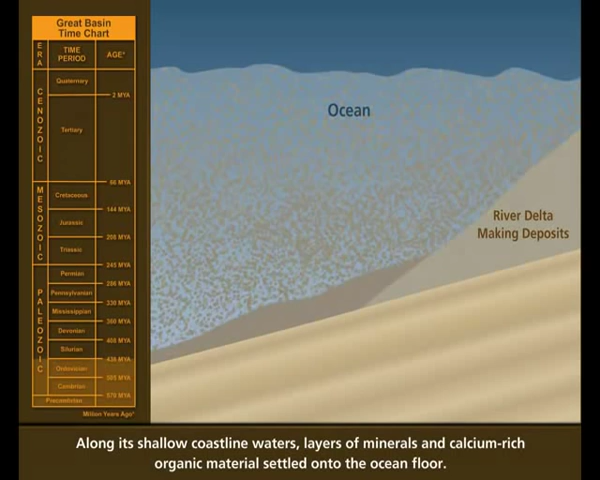 Great Basin
Time Chart
ERA
TIME
PERIOD
AGE*
CENOZOIC
Quaternary
2 MYA
Tertiary
66 MYA
MESOZOIC
Cretaceous
144 MYA
Jurassic
208 MYA
Triassic
245 MYA
PALEOZOIC
Permian
286 MYA
Pennsylvanian
330 MYA
Mississippian
360 MYA
Devonian
408 MYA
Silurian
438 MYA
Ordovician
505 MYA
Cambrian
570 MYA
Precambrian
Million Years Ago*
Ocean
River Delta
Making Deposits
Along its shallow coastline waters, layers of minerals and calcium-rich
organic material settled onto the ocean floor.